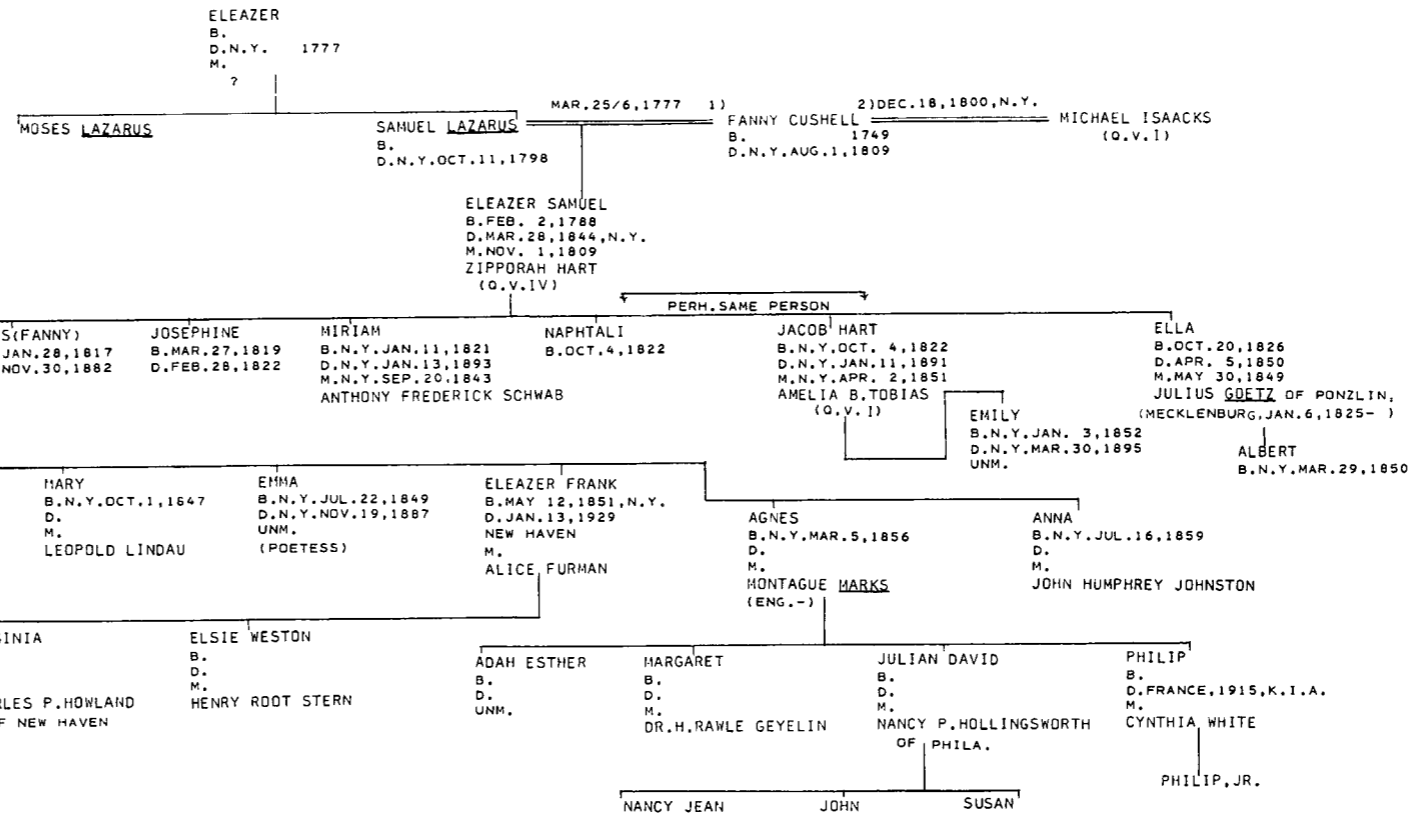 ELEAZER
B.
D.N.Y. 1777
M.
?
MOSES LAZARUS
SAMUEL LAZARUS
B.
D.N.Y.OCT.11,1798
MAR.25/6,1777 1)
FANNY CUSHELL
B. 1749
D.N.Y.AUG.1,1809
2)DEC.18,1800,N.Y.
MICHAEL ISAACKS
(Q.V.I)
ELEAZER SAMUEL
B.FEB. 2,1788
D.MAR.28,1844,N.Y.
M.NOV. 1,1809
ZIPPORAH HART
(Q.V.IV)
PERH.SAME PERSON
S(FANNY)
JAN.28,1817
NOV.30,1882
JOSEPHINE
B.MAR.27,1819
D.FEB.28,1822
MIRIAM
B.N.Y.JAN.11,1821
D.N.Y.JAN.13,1893
M.N.Y.SEP.20,1843
ANTHONY FREDERICK SCHWAB
NAPHTALI
B.OCT.4,1822
JACOB HART
B.N.Y.OCT. 4,1822
D.N.Y.JAN.11,1891
M.N.Y.APR. 2,1851
AMELIA B.TOBIAS
(Q.V.I)
EMILY
B.N.Y.JAN. 3,1852
D.N.Y.MAR.30,1895
UNM.
ELLA
B.OCT.20,1826
D.APR. 5,1850
M.MAY 30,1849
JULIUS GOETZ OF PONZLIN,
(MECKLENBURG,JAN.6,1825- )
ALBERT
B.N.Y.MAR.29,1850
MARY
B.N.Y.OCT.1,1847
D.
M.
LEOPOLD LINDAU
EMMA
B.N.Y.JUL.22,1849
D.N.Y.NOV.19,1887
UNM.
(POETESS)
ELEAZER FRANK
B.MAY 12,1851,N.Y.
D.JAN.13,1929
NEW HAVEN
M.
ALICE FURMAN
AGNES
B.N.Y.MAR.5,1856
D.
M.
MONTAGUE MARKS
(ENG.-)
ANNA
B.N.Y.JUL.16,1859
D.
M.
JOHN HUMPHREY JOHNSTON
GINIA
RLES P.HOWLAND
F NEW HAVEN
ELSIE WESTON
B.
D.
M.
HENRY ROOT STERN
ADAH ESTHER
B.
D.
UNM.
MARGARET
B.
D.
M.
DR.H.RAWLE GEYELIN
JULIAN DAVID
B.
D.
M.
NANCY P.HOLLINGSWORTH
OF PHILA.
PHILIP
B.
D.FRANCE,1915,K.I.A.
M.
CYNTHIA WHITE
PHILIP,JR.
NANCY JEAN
JOHN
SUSAN